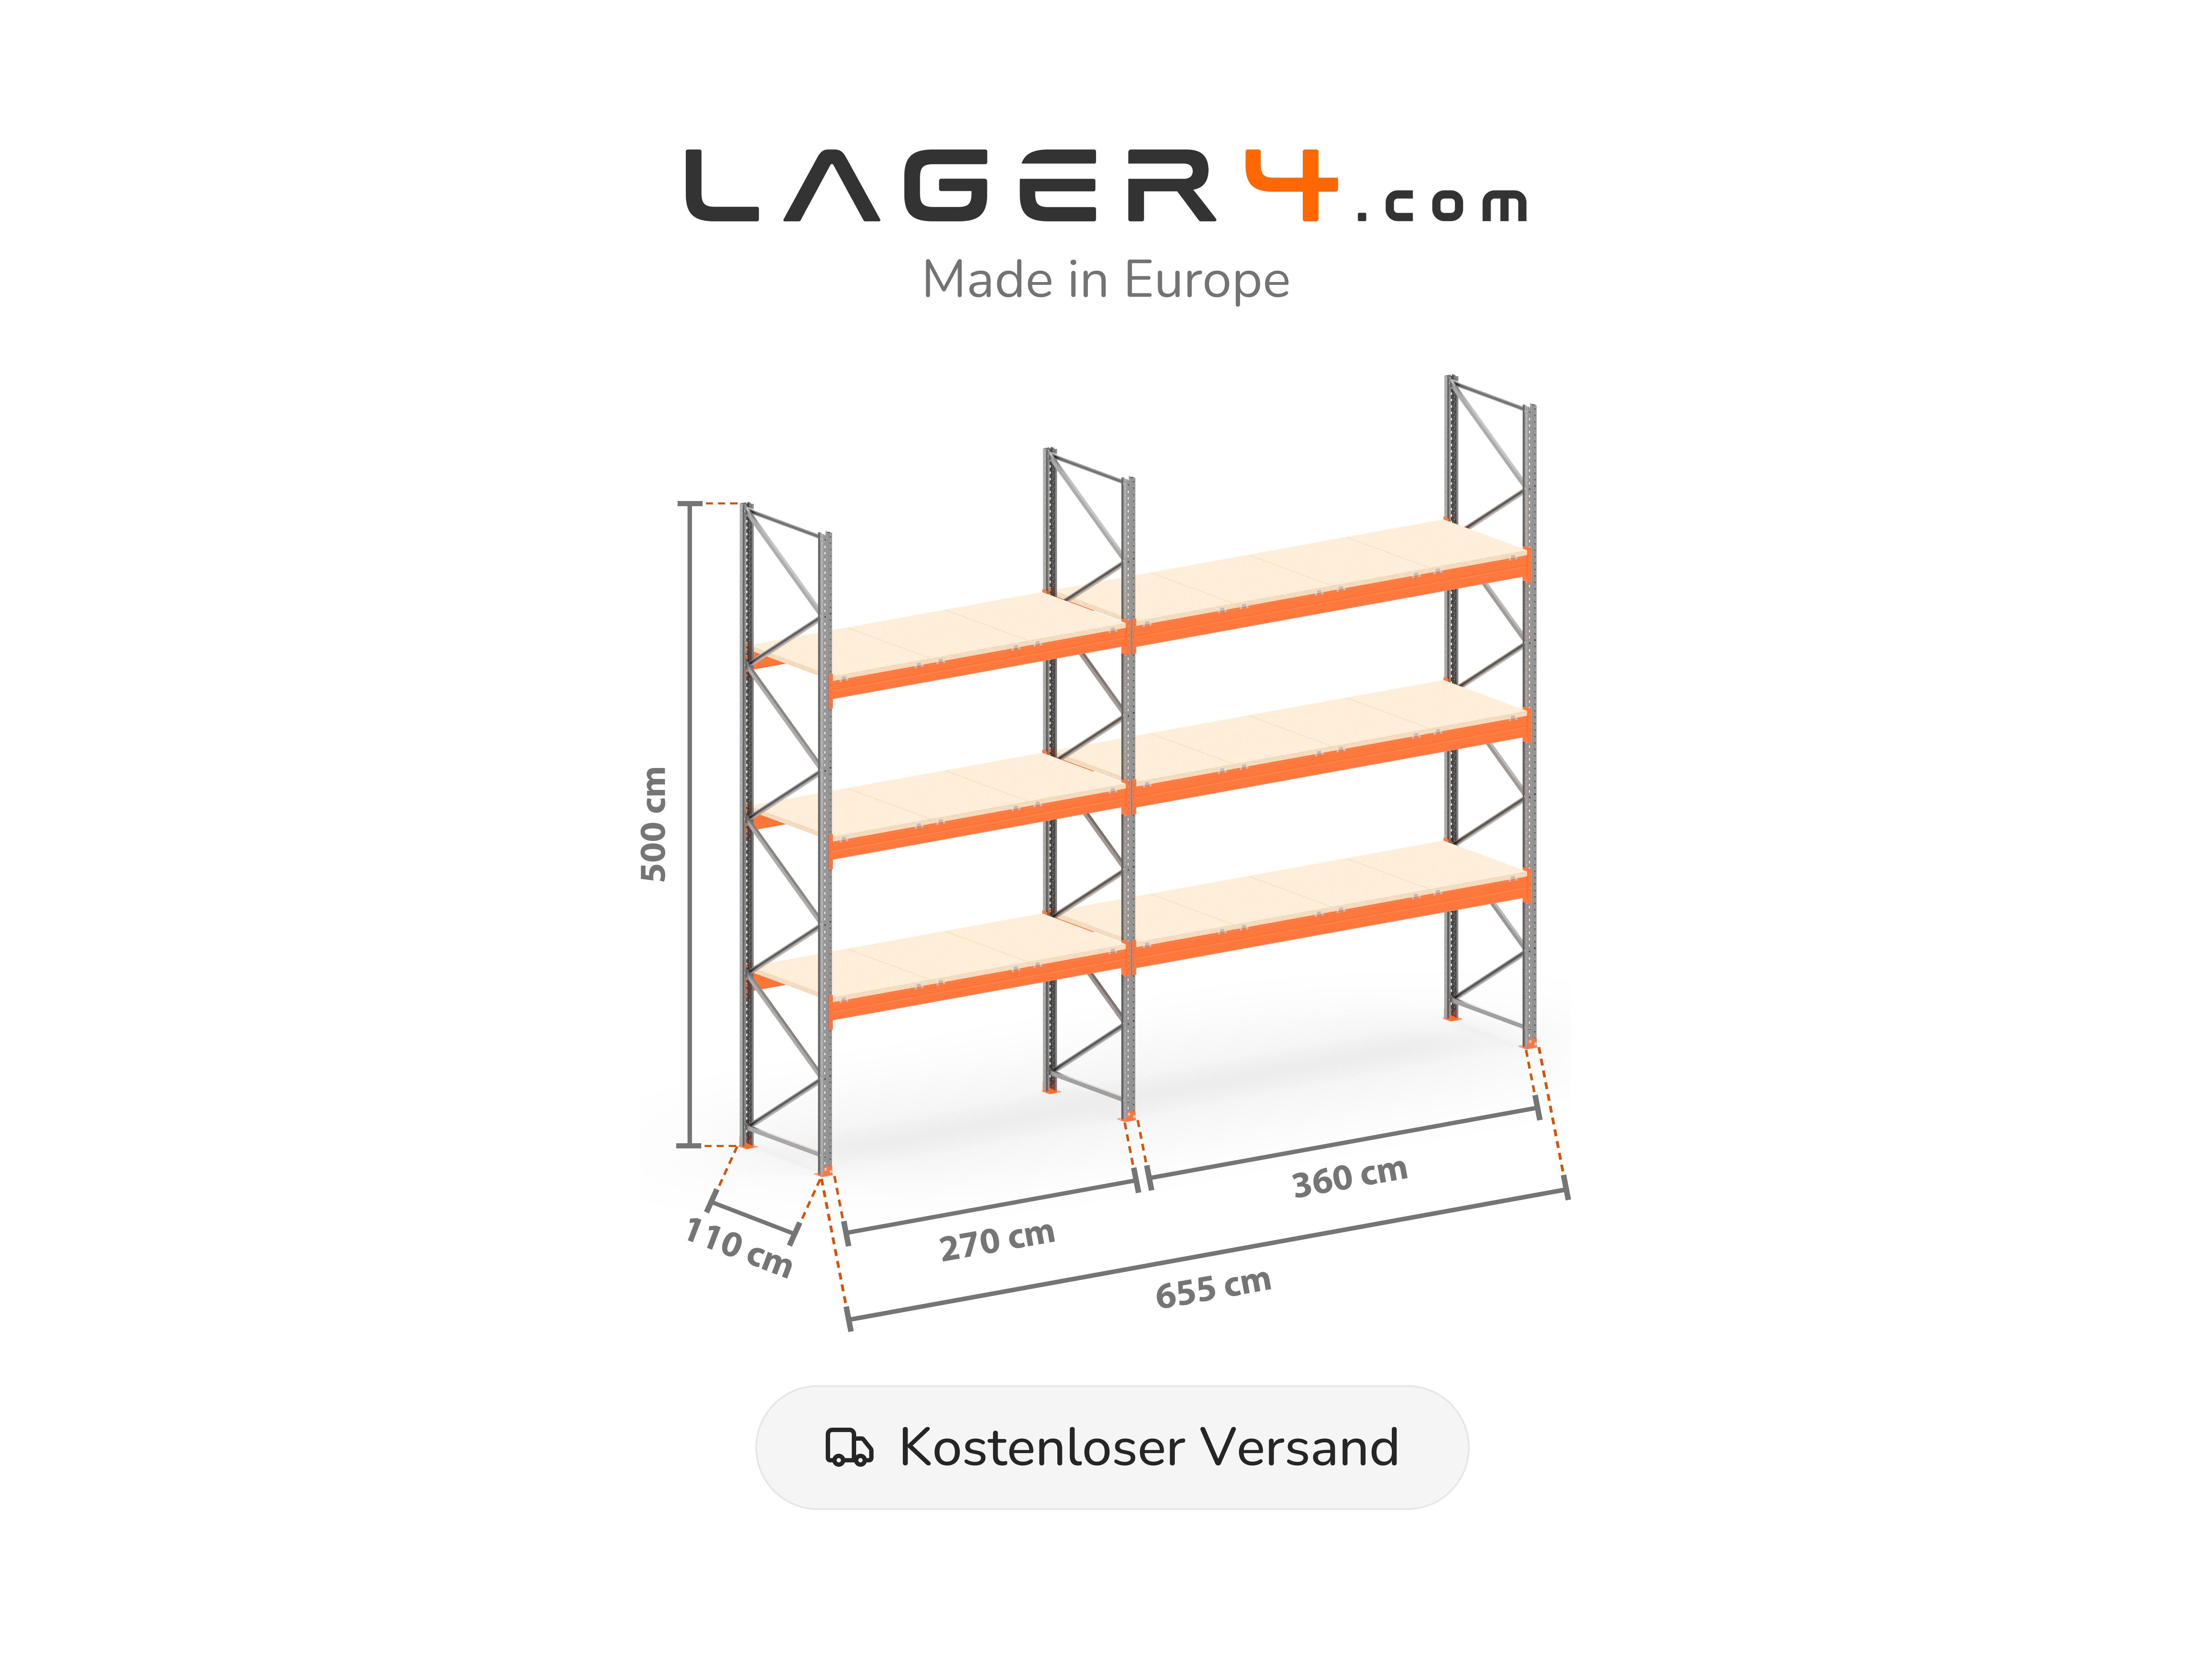 LAGER4.com
Made in Europe
500 cm
110 cm
270 cm
360 cm
655 cm
Kostenloser Versand